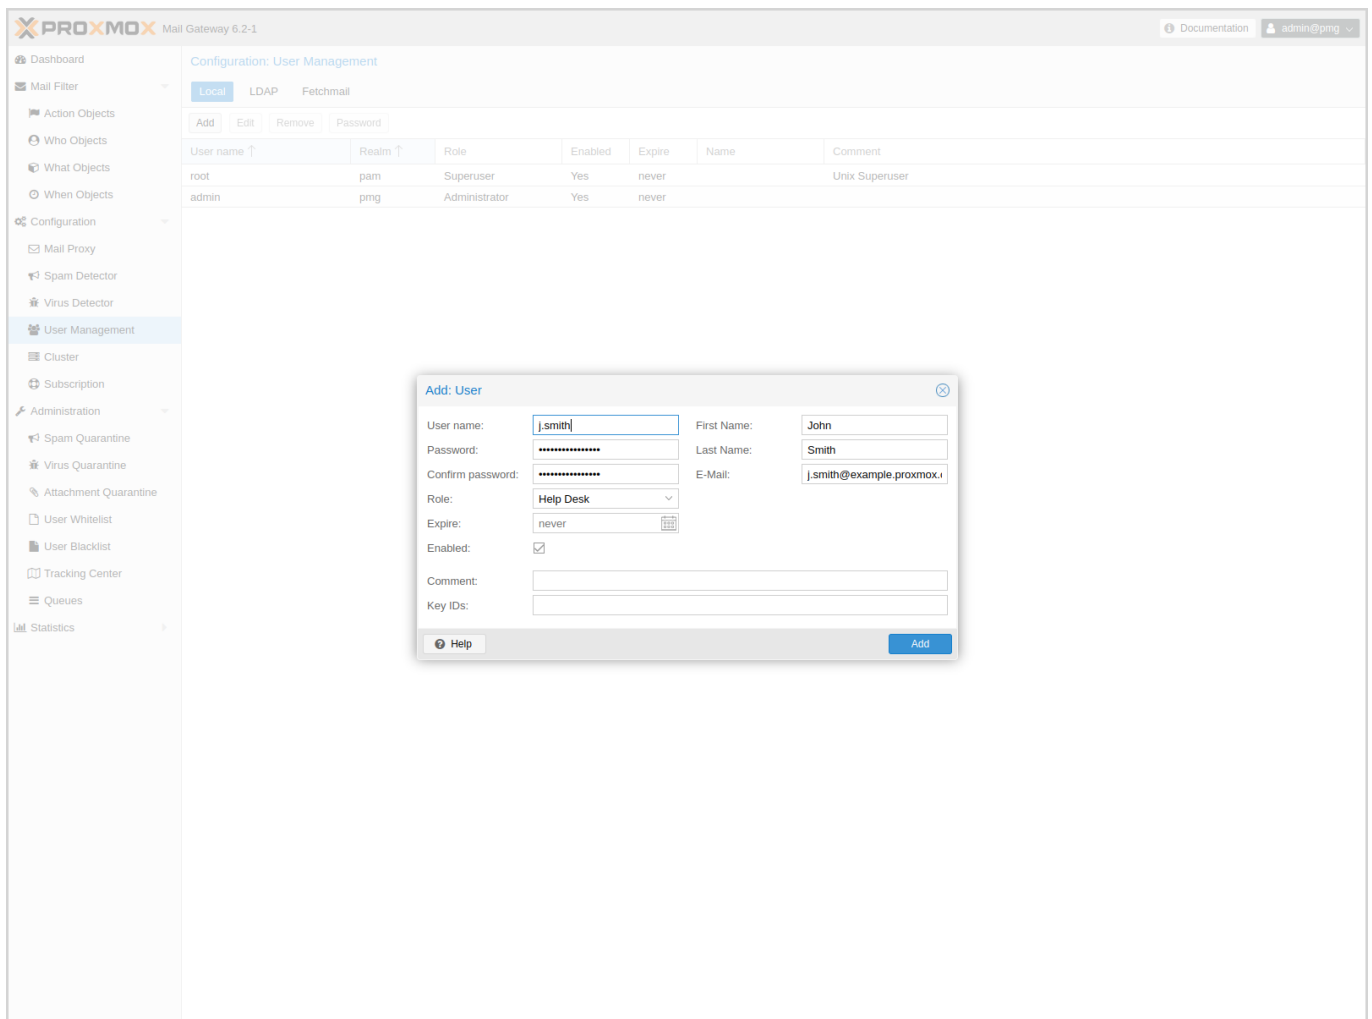 PROXMOX Mail Gateway 6.2-1
Documentation
admin@pmg
Dashboard
Mail Filter
Action Objects
Who Objects
What Objects
When Objects
Configuration
Mail Proxy
Spam Detector
Virus Detector
User Management
Cluster
Subscription
Administration
Spam Quarantine
Virus Quarantine
Attachment Quarantine
User Whitelist
User Blacklist
Tracking Center
Queues
Statistics
Configuration: User Management
Local LDAP Fetchmail
Add Edit Remove Password
User name Realm Role Enabled Expire Name Comment
root pam Superuser Yes never Unix Superuser
admin pmg Administrator Yes never
Add: User
User name: j.smith
Password: ••••••••••••••••
Confirm password: ••••••••••••••••
Role: Help Desk
Expire: never
Enabled:
First Name: John
Last Name: Smith
E-Mail: j.smith@example.proxmox.
Comment:
Key IDs:
Help
Add